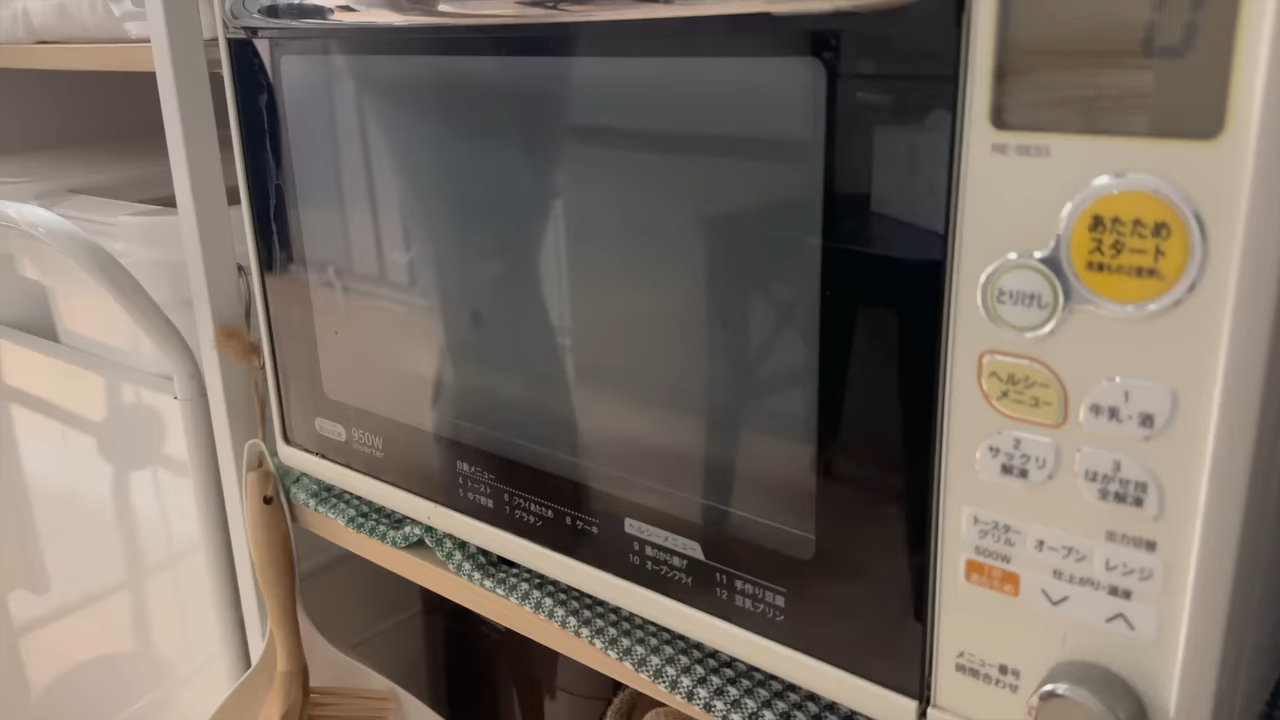 あたため
スタート
とりけし
ヘルシー
メニュー
1
牛乳・酒
2
サックリ
解凍
3
はがせる
全解凍
トースター
グリル
オーブン
レンジ
出力切替
500W
仕上がり・温度
メニュー番号
時間合わせ
950W
inverter
自動メニュー
4 トースト
5 ゆで野菜
6 フライあたため
7 グラタン
8 ケーキ
ヘルシーメニュー
9 鶏のから揚げ
10 オーブンフライ
11 手作り豆腐
12 豆乳プリン